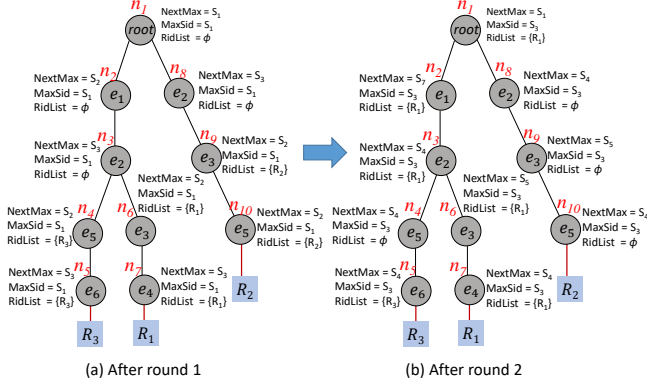 n1
NextMax = S1
MaxSid = S1
RidList = ϕ
root
n2
NextMax = S2
MaxSid = S1
RidList = ϕ
e1
n8
NextMax = S3
MaxSid = S1
RidList = ϕ
e2
n3
NextMax = S3
MaxSid = S1
RidList = ϕ
e2
n9
NextMax = S2
MaxSid = S1
RidList = {R2}
e3
n4
NextMax = S2
MaxSid = S1
RidList = {R3}
e5
n6
NextMax = S2
MaxSid = S1
RidList = {R1}
e3
n10
NextMax = S2
MaxSid = S1
RidList = {R2}
e5
n5
NextMax = S3
MaxSid = S1
RidList = {R3}
e6
n7
NextMax = S3
MaxSid = S1
RidList = {R1}
e4
R2
R3
R1
(a) After round 1
n1
NextMax = S1
MaxSid = S3
RidList = {R1}
root
n2
NextMax = S7
MaxSid = S3
RidList = {R1}
e1
n8
NextMax = S4
MaxSid = S3
RidList = ϕ
e2
n3
NextMax = S4
MaxSid = S3
RidList = {R1}
e2
n9
NextMax = S5
MaxSid = S3
RidList = {R1}
e3
n4
NextMax = S4
MaxSid = S3
RidList = ϕ
e5
n6
NextMax = S5
MaxSid = S3
RidList = {R1}
e3
n10
NextMax = S4
MaxSid = S3
RidList = ϕ
e5
n5
NextMax = S4
MaxSid = S3
RidList = {R3}
e6
n7
NextMax = S4
MaxSid = S3
RidList = {R1}
e4
R2
R3
R1
(b) After round 2